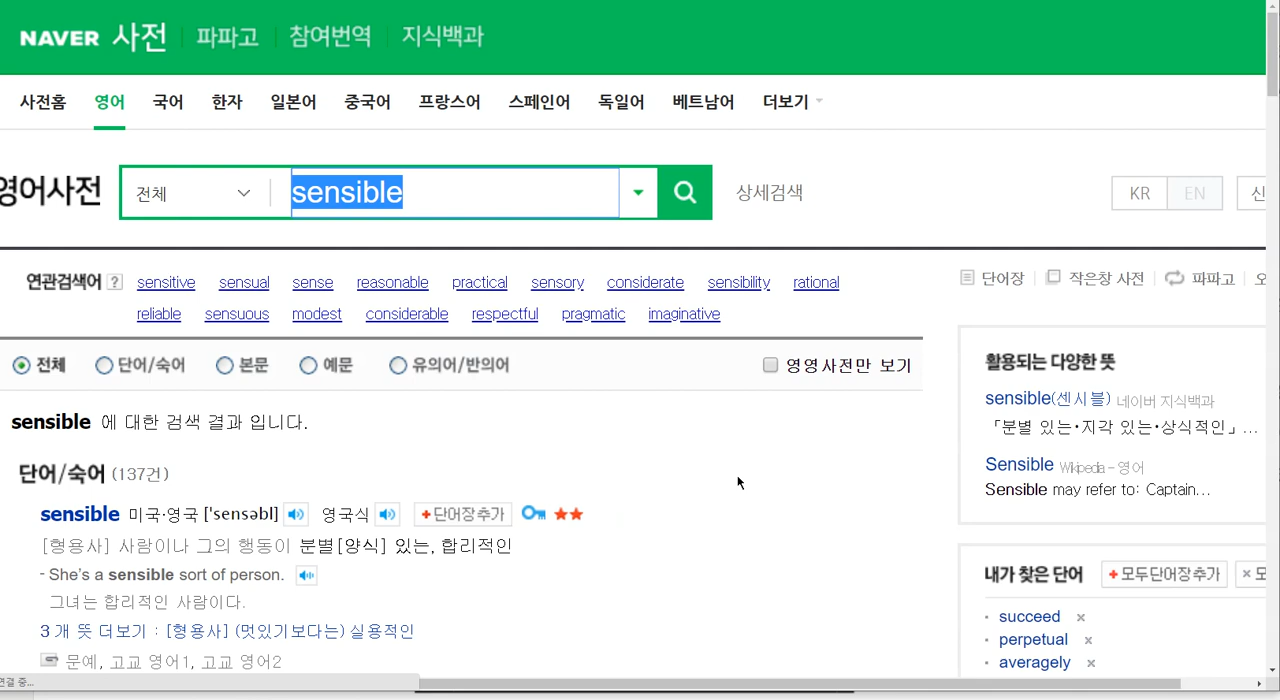 NAVER 사전 파파고 참여번역 지식백과
사전홈 영어 국어 한자 일본어 중국어 프랑스어 스페인어 독일어 베트남어 더보기
영어사전 전체 sensible 상세검색 KR EN 신
연관검색어 ? sensitive sensual sense reasonable practical sensory considerate sensibility rational
reliable sensuous modest considerable respectful pragmatic imaginative
단어장 작은창 사전 파파고 오
전체 단어/숙어 본문 예문 유의어/반의어 영영사전만 보기
sensible 에 대한 검색 결과 입니다.
단어/숙어 (137건)
sensible 미국·영국 ['sensəbl] 영국식 +단어장추가 ★★
[형용사] 사람이나 그의 행동이 분별[양식] 있는, 합리적인
- She's a sensible sort of person.
그녀는 합리적인 사람이다.
3개 뜻 더보기 : [형용사] (멋있기보다는) 실용적인
문예, 고교 영어1, 고교 영어2
활용되는 다양한 뜻
sensible(센시블) 네이버 지식백과
「분별 있는·지각 있는·상식적인」...
Sensible Wikipedia - 영어
Sensible may refer to: Captain...
내가 찾은 단어 +모두단어장추가 × 모
· succeed ×
· perpetual ×
· averagely ×
연결 중...